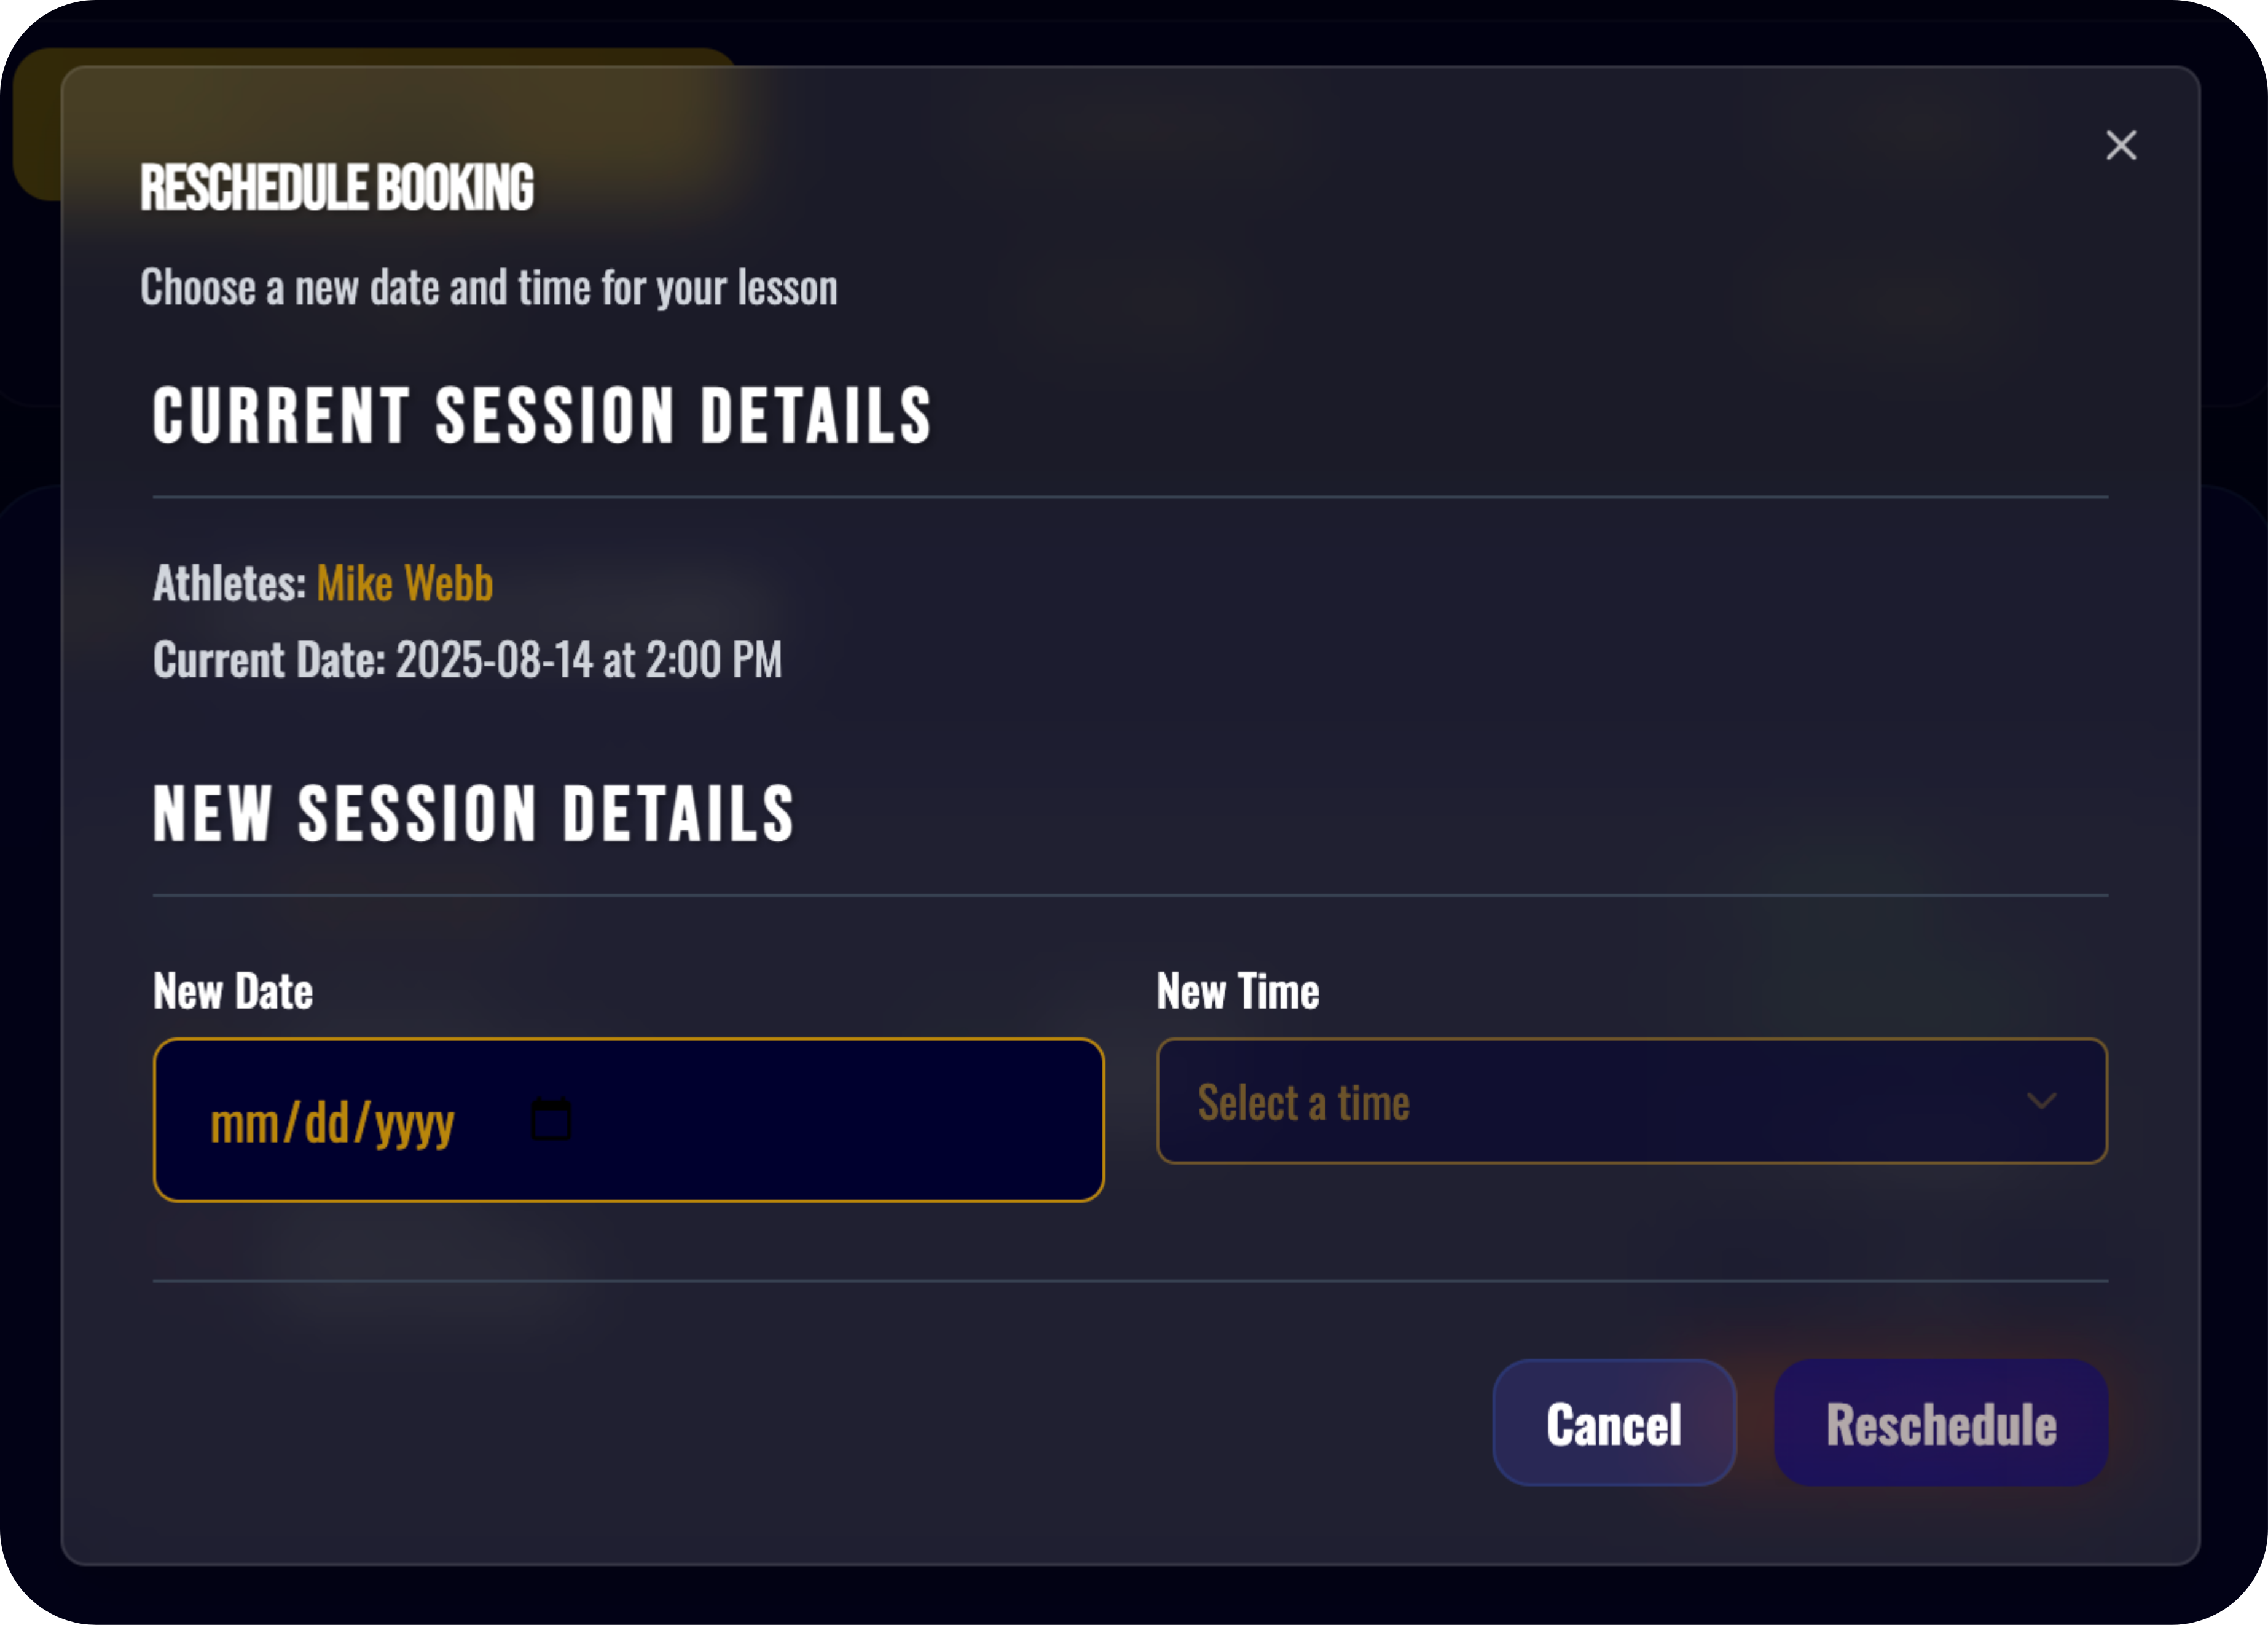 RESCHEDULE BOOKING
Choose a new date and time for your lesson
CURRENT SESSION DETAILS
Athletes: Mike Webb
Current Date: 2025-08-14 at 2:00 PM
NEW SESSION DETAILS
New Date
New Time
mm/dd/yyyy
Select a time
Cancel
Reschedule